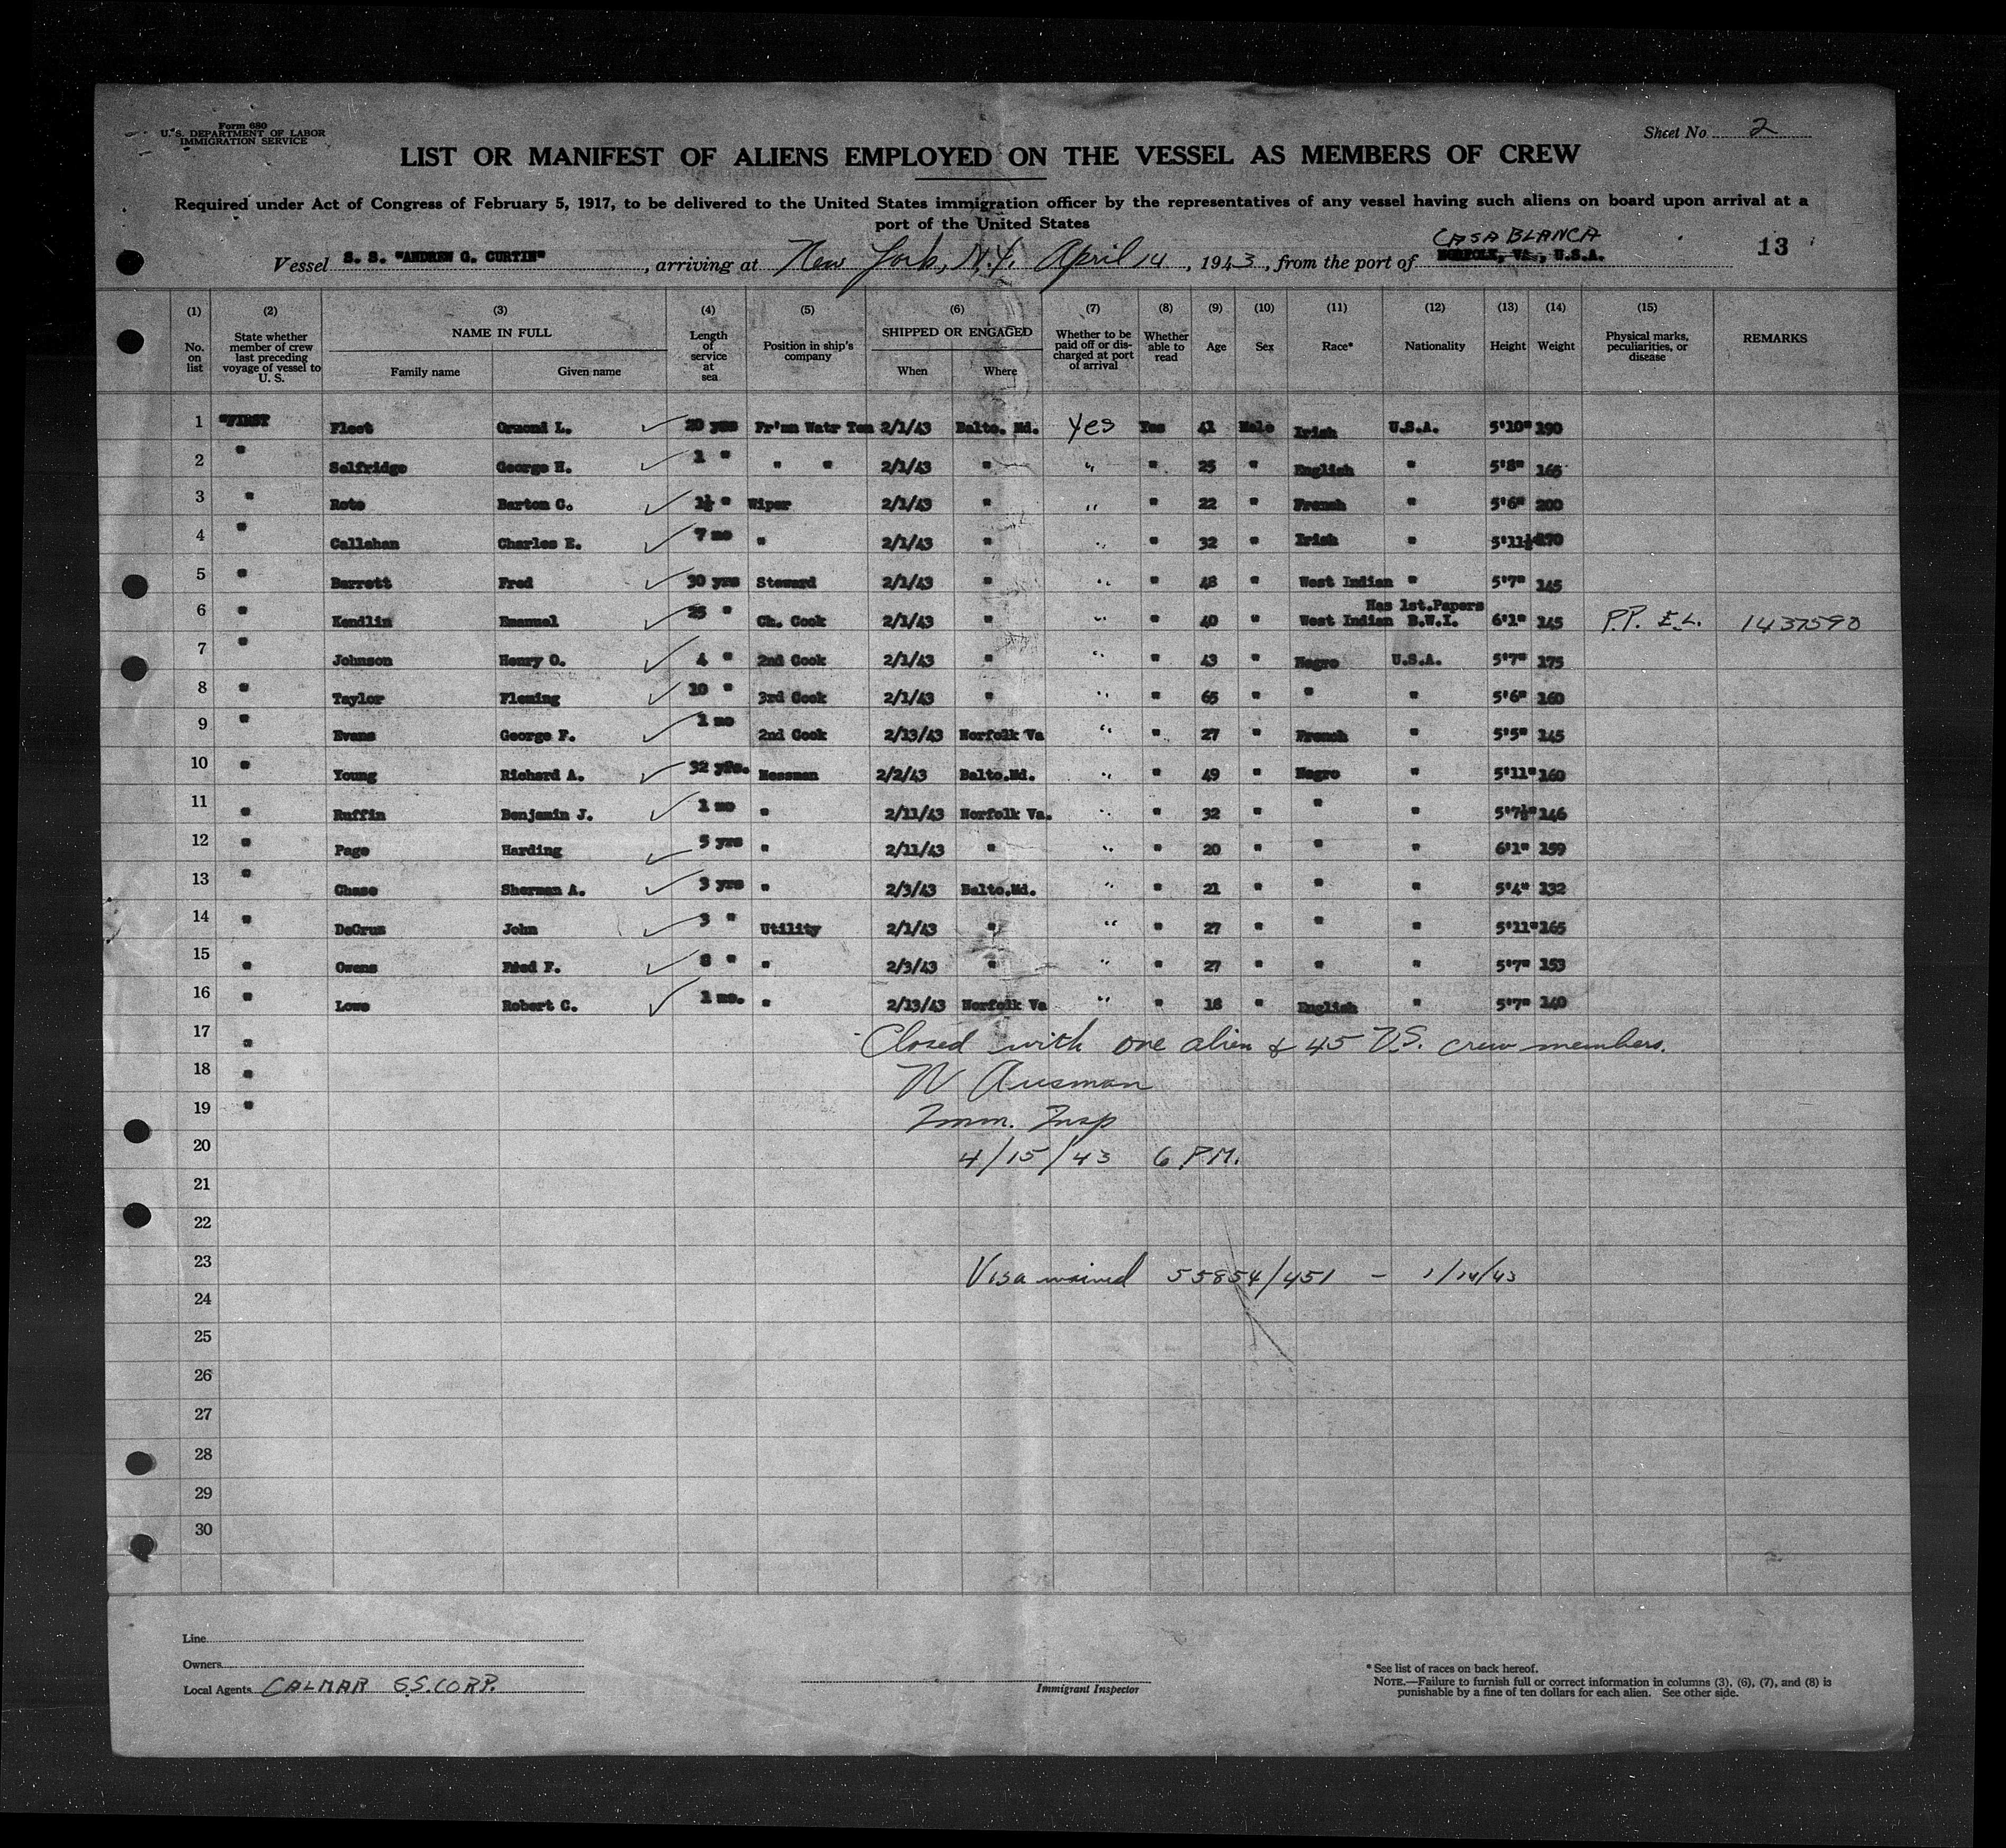 Form 680
U. S. DEPARTMENT OF LABOR
IMMIGRATION SERVICE
Sheet No. 2
LIST OR MANIFEST OF ALIENS EMPLOYED ON THE VESSEL AS MEMBERS OF CREW
Required under Act of Congress of February 5, 1917, to be delivered to the United States immigration officer by the representatives of any vessel having such aliens on board upon arrival at a
port of the United States
CASABLANCA
Vessel S. S. "ANDREW G. CURTIN", arriving at New York, N.Y. April 14, 1943, from the port of NORFOLK, VA., U.S.A. 13
(1) (2) (3) (4) (5) (6) (7) (8) (9) (10) (11) (12) (13) (14) (15)
No. on list State whether member of crew last preceding voyage of vessel to U. S. NAME IN FULL Family name Given name Length of service at sea Position in ship's company SHIPPED OR ENGAGED When Where Whether to be paid off or discharged at port of arrival Whether able to read Age Sex Race* Nationality Height Weight Physical marks, peculiarities, or disease REMARKS
1 "FIRST Fleet Ormond L. 20 yrs Fr'mn Watr Ten 2/1/43 Balto. Md. Yes Yes 41 Male Irish U.S.A. 5'10" 190
2 " Selfridge George H. 1 " " " 2/1/43 " " " 25 " English " 5'8" 165
3 " Rote Barton C. 1½ " Wiper 2/1/43 " " " 22 " French " 5'6" 200
4 " Callahan Charles E. 7 mo " 2/1/43 " " " 32 " Irish " 5'11½ 170
5 " Barrett Fred 30 yrs Steward 2/1/43 " " " 48 " West Indian " 5'7" 145
Has 1st.Papers
6 " Kendlin Emanuel 25 " Ch. Cook 2/1/43 " " " 40 " West Indian B.W.I. 6'1" 145 P.P. E.L. 1437590
7 " Johnson Henry O. 4 " 2nd Cook 2/1/43 " " " 43 " Negro U.S.A. 5'7" 175
8 " Taylor Fleming 10 " 3rd Cook 2/1/43 " " " 65 " " " 5'6" 160
9 " Evans George F. 1 mo 2nd Cook 2/13/43 Norfolk Va " " 27 " French " 5'5" 145
10 " Young Richard A. 32 yrs. Messman 2/2/43 Balto.Md. " " 49 " Negro " 5'11" 160
11 " Ruffin Benjamin J. 1 mo " 2/11/43 Norfolk Va. " " 32 " " " 5'7½" 146
12 " Page Harding 5 yrs " 2/11/43 " " " 20 " " " 6'1" 159
13 " Chase Sherman A. 3 yrs " 2/3/43 Balto.Md. " " 21 " " " 5'4" 132
14 " DeCruz John 3 " Utility 2/1/43 " " " 27 " " " 5'11" 165
15 " Owens Fred F. 8 " " 2/3/43 " " " 27 " " " 5'7" 153
16 " Lowe Robert C. 1 mo. " 2/13/43 Norfolk Va " " 18 " English " 5'7" 140
17 " Closed with one alien & 45 U.S. crew members.
18 " W Ausman
19 " Imm. Insp
20 4/15/43 6 P.M.
21
22
23 Visa waived 55854/451 - 1/14/43
24
25
26
27
28
29
30
Line
Owners
Local Agents CALMAR S.S. CORP.
Immigrant Inspector
* See list of races on back hereof.
NOTE.—Failure to furnish full or correct information in columns (3), (6), (7), and (8) is
punishable by a fine of ten dollars for each alien. See other side.